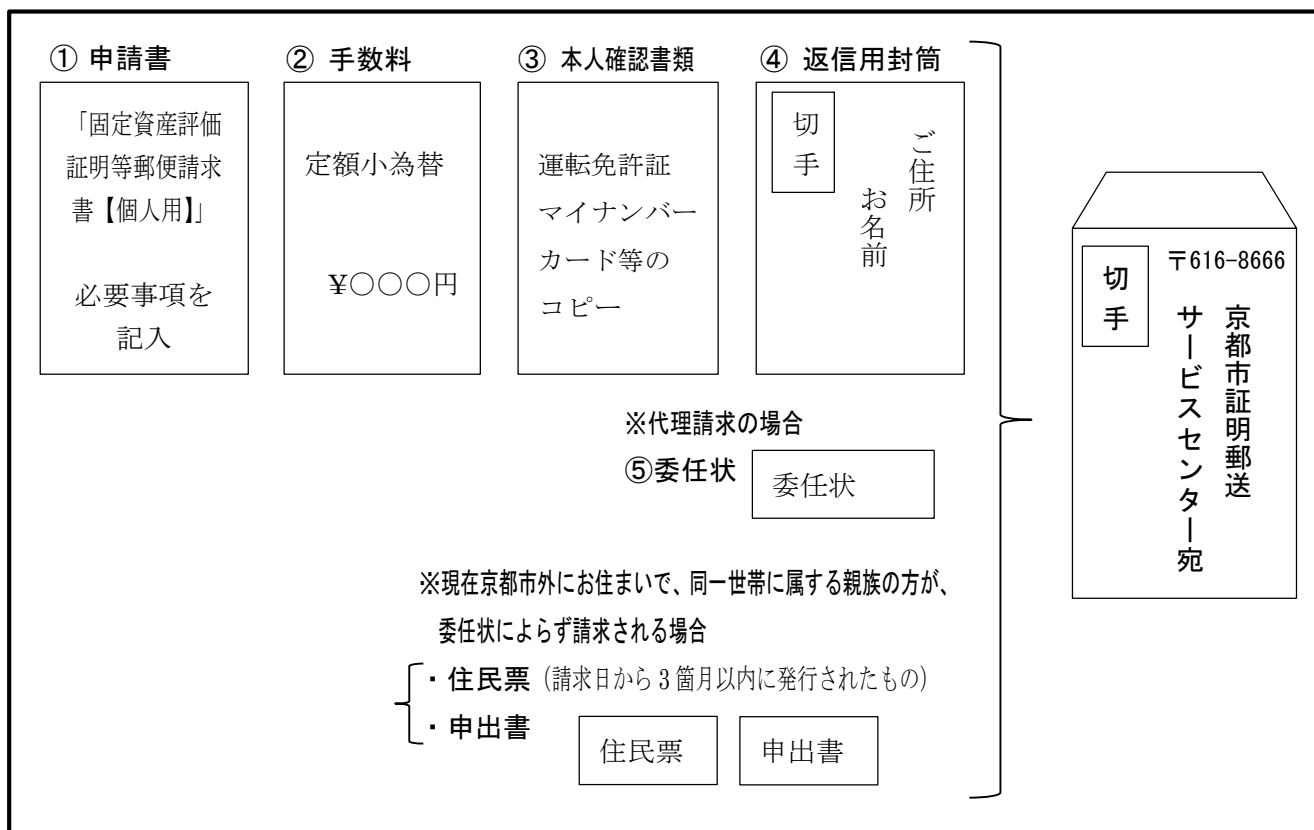 ① 申請書
「固定資産評価
証明等郵便請求
書【個人用】」
必要事項を
記入
② 手数料
定額小為替
¥○○○円
③ 本人確認書類
運転免許証
マイナンバー
カード等の
コピー
④ 返信用封筒
切手
ご住所
お名前
※代理請求の場合
⑤委任状
委任状
※現在京都市外にお住まいで、同一世帯に属する親族の方が、
委任状によらず請求される場合
・住民票（請求日から3箇月以内に発行されたもの）
・申出書
住民票
申出書
切手
〒616-8666
京都市証明郵送
サービスセンター宛